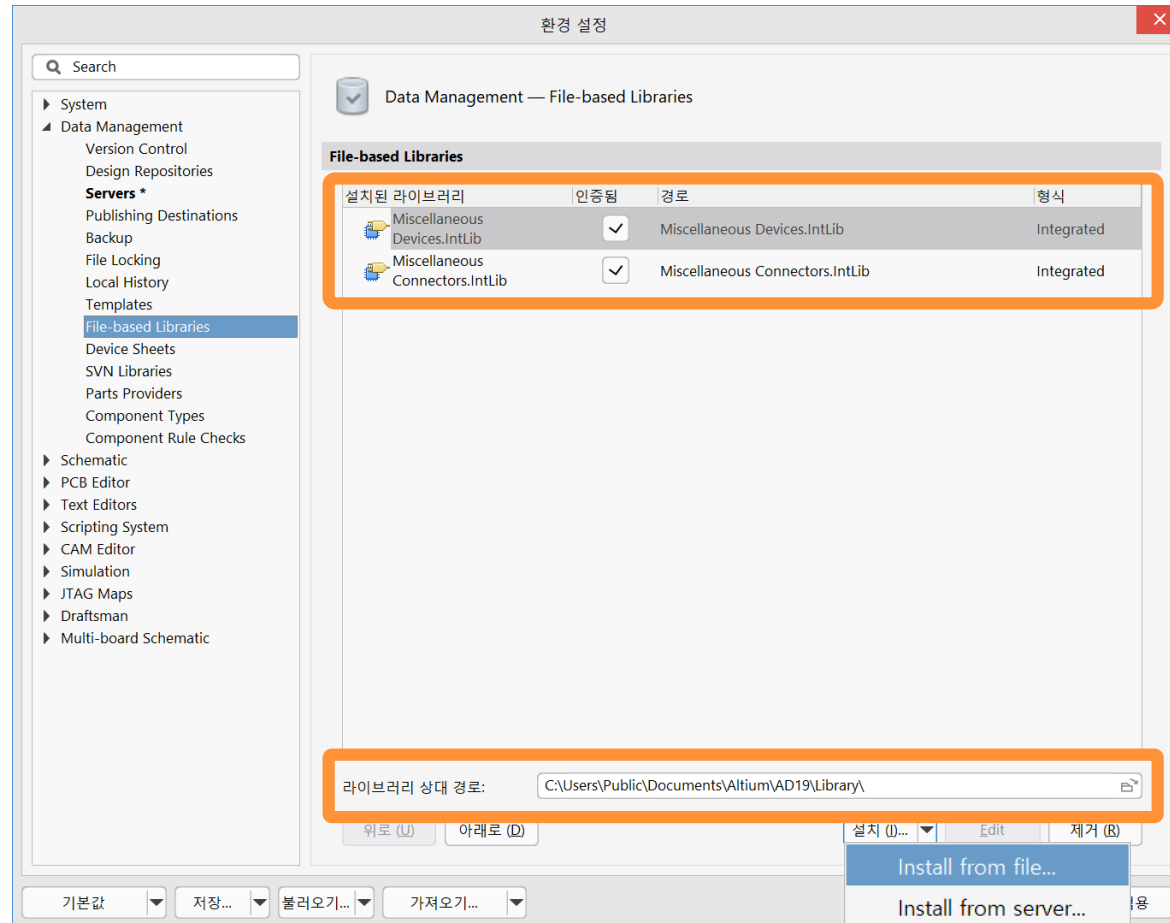 환경 설정
Search
System
Data Management
Version Control
Design Repositories
Servers *
Publishing Destinations
Backup
File Locking
Local History
Templates
File-based Libraries
Device Sheets
SVN Libraries
Parts Providers
Component Types
Component Rule Checks
Schematic
PCB Editor
Text Editors
Scripting System
CAM Editor
Simulation
JTAG Maps
Draftsman
Multi-board Schematic
Data Management — File-based Libraries
File-based Libraries
설치된 라이브러리 인증됨 경로 형식
Miscellaneous
Devices.IntLib
Miscellaneous Devices.IntLib Integrated
Miscellaneous
Connectors.IntLib
Miscellaneous Connectors.IntLib Integrated
라이브러리 상대 경로: C:\Users\Public\Documents\Altium\AD19\Library\
위로 (U) 아래로 (D) 설치 (I)... Edit 제거 (R)
Install from file...
Install from server...
기본값 저장... 불러오기... 가져오기...